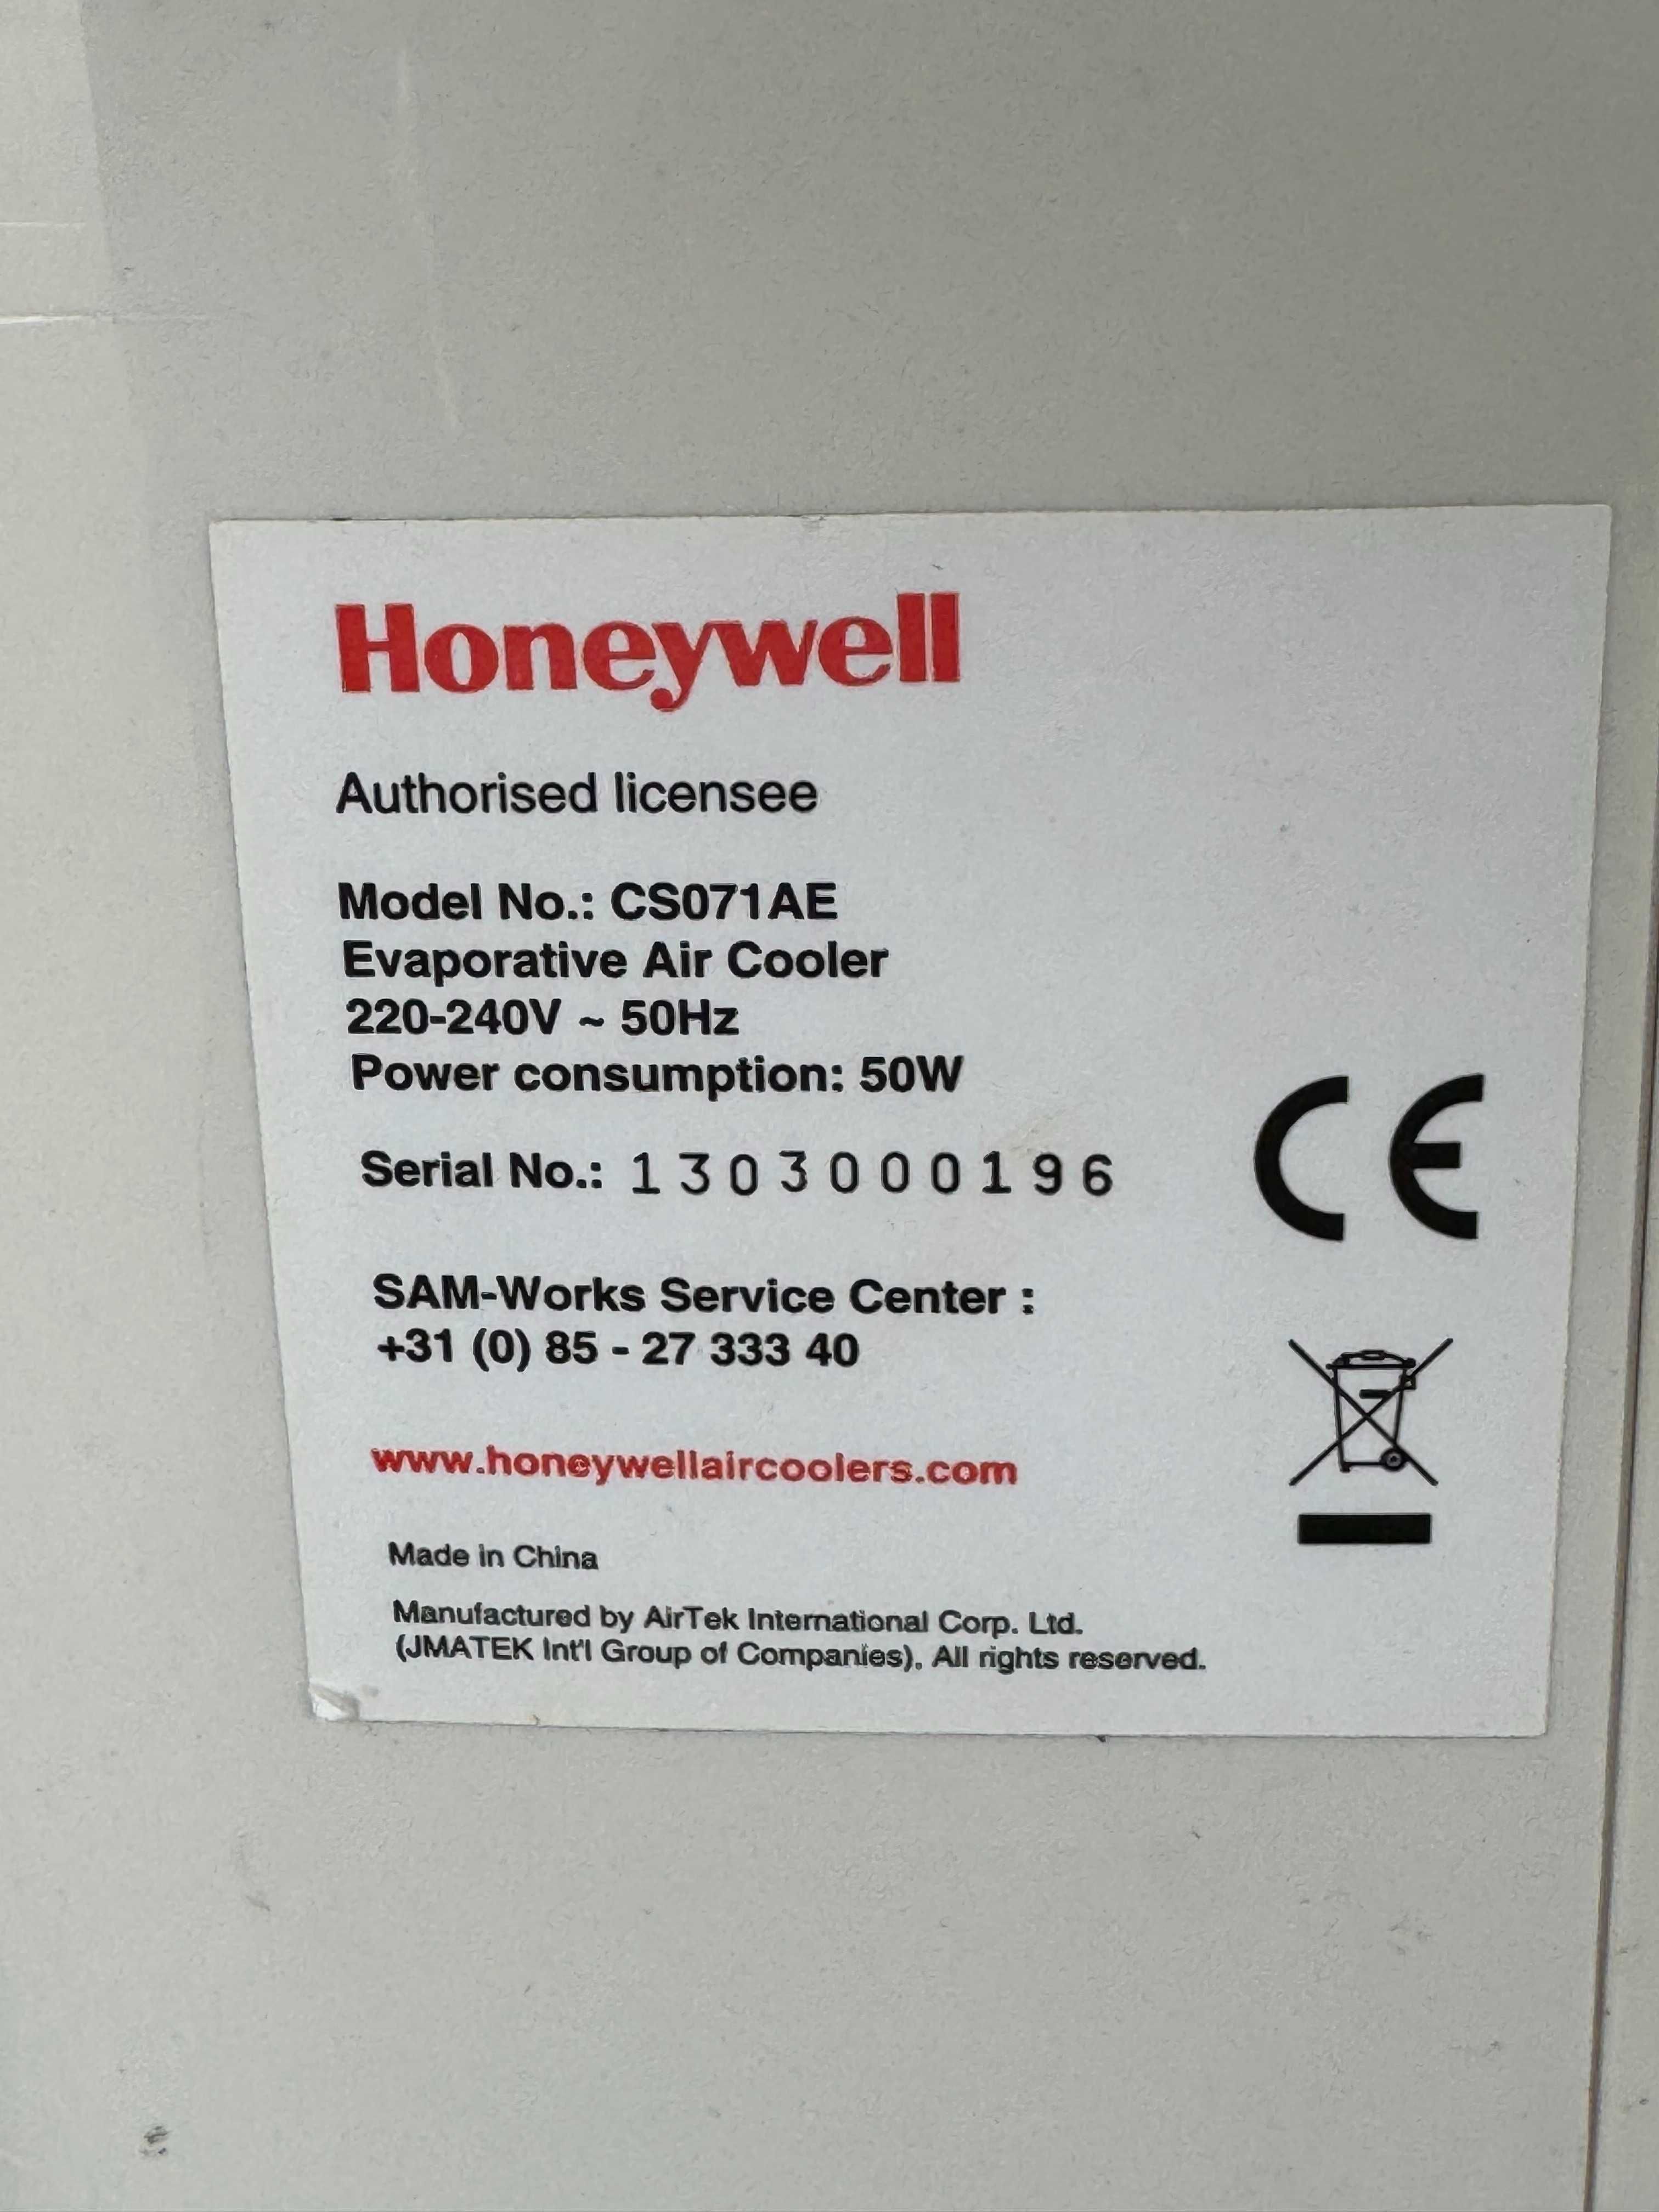 Honeywell
Authorised licensee
Model No.: CS071AE
Evaporative Air Cooler
220-240V ~ 50Hz
Power consumption: 50W
Serial No.: 1303000196
CE
SAM-Works Service Center :
+31 (0) 85 - 27 333 40
www.honeywellaircoolers.com
Made in China
Manufactured by AirTek International Corp. Ltd.
(JMATEK Int'l Group of Companies), All rights reserved.